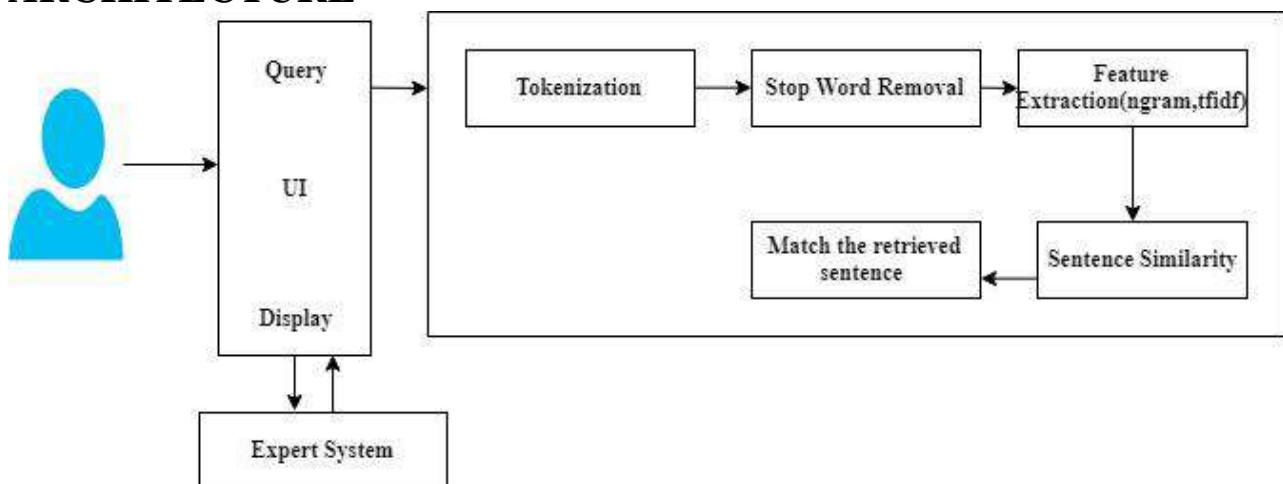 ARCHITECTURE
Query
UI
Display
Tokenization
Stop Word Removal
Feature
Extraction(ngram,tfidf)
Match the retrieved
sentence
Sentence Similarity
Expert System